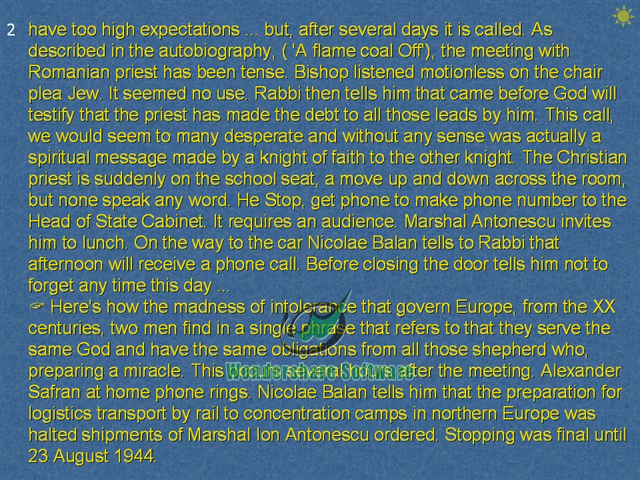 2 have too high expectations ... but, after several days it is called. As
described in the autobiography, ( 'A flame coal Off'), the meeting with
Romanian priest has been tense. Bishop listened motionless on the chair
plea Jew. It seemed no use. Rabbi then tells him that came before God will
testify that the priest has made the debt to all those leads by him. This call,
we would seem to many desperate and without any sense was actually a
spiritual message made by a knight of faith to the other knight. The Christian
priest is suddenly on the school seat, a move up and down across the room,
but none speak any word. He Stop, get phone to make phone number to the
Head of State Cabinet. It requires an audience. Marshal Antonescu invites
him to lunch. On the way to the car Nicolae Balan tells to Rabbi that
afternoon will receive a phone call. Before closing the door tells him not to
forget any time this day ...
☞ Here's how the madness of intolerance that govern Europe, from the XX
centuries, two men find in a single phrase that refers to that they serve the
same God and have the same obligations from all those shepherd who,
preparing a miracle. This occurs several hours after the meeting. Alexander
Safran at home phone rings. Nicolae Balan tells him that the preparation for
logistics transport by rail to concentration camps in northern Europe was
halted shipments of Marshal Ion Antonescu ordered. Stopping was final until
23 August 1944.
Wondershare Software